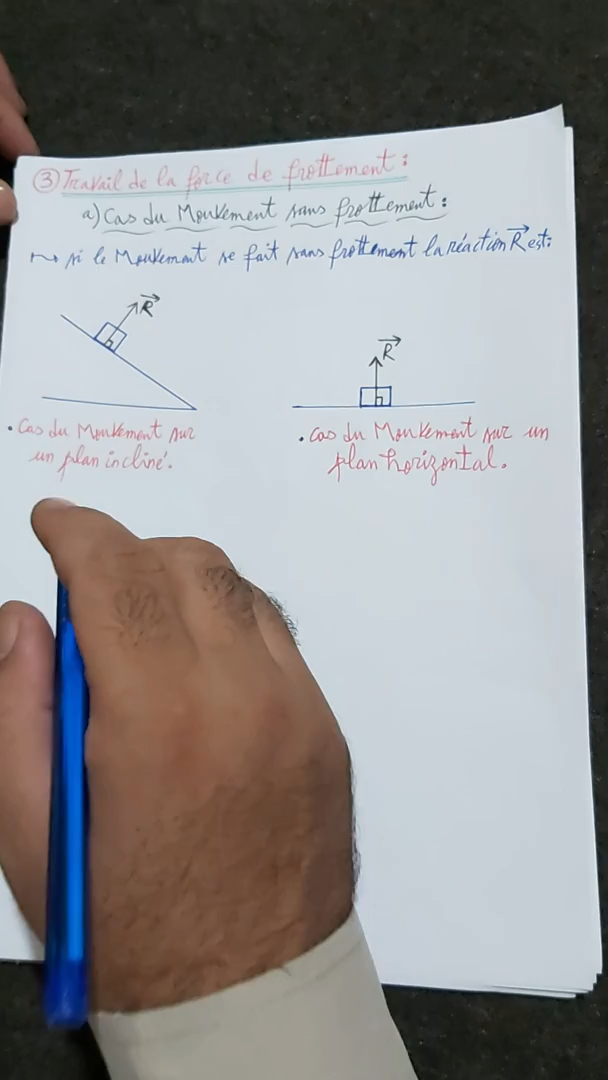 ③ Travail de la force de frottement :
a) Cas du Mouvement sans frottement :
↝ si le Mouvement se fait sans frottement la réaction R⃗ est :
R⃗
R⃗
• Cas du Mouvement sur
un plan incliné.
• Cas du Mouvement sur un
plan horizontal.